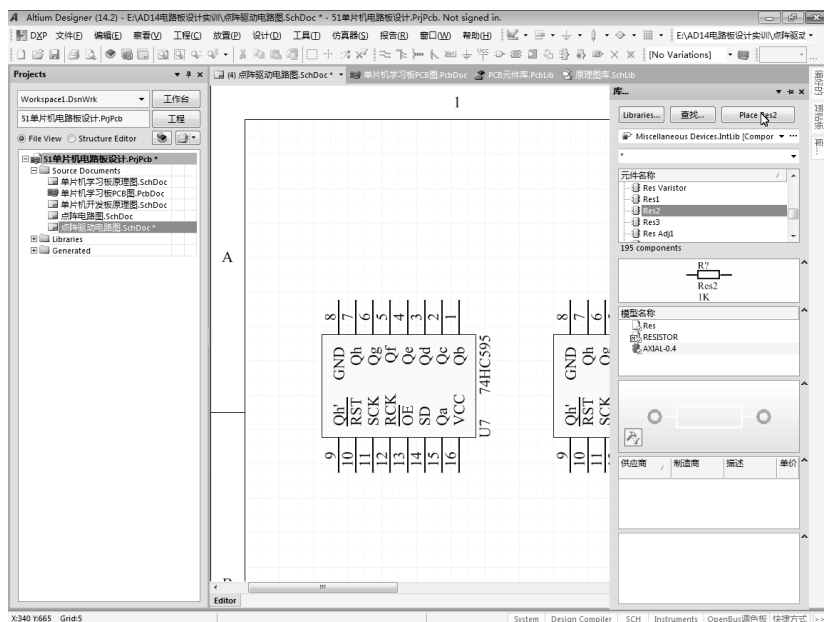 Altium Designer (14.2) - E:\AD14电路板设计实训\点阵驱动电路图.SchDoc * - 51单片机电路板设计.PrjPcb. Not signed in.
DXP 文件(F) 编辑(E) 察看(V) 工程(C) 放置(P) 设计(D) 工具(T) 仿真器(S) 报告(R) 窗口(W) 帮助(H) E:\AD14电路板设计实训\点阵驱动
[No Variations]
Projects
(4) 点阵驱动电路图.SchDoc * 单片机学习板PCB图.PcbDoc PCB元件库.PcbLib 原理图库.SchLib
Workspace1.DsnWrk 工作台
51单片机电路板设计.PrjPcb 工程
File View Structure Editor
51单片机电路板设计.PrjPcb *
Source Documents
单片机学习板原理图.SchDoc
单片机学习板PCB图.PcbDoc
单片机开发板原理图.SchDoc
点阵电路图.SchDoc
点阵驱动电路图.SchDoc *
Libraries
Generated
1
A
8 7 6 5 4 3 2 1
GND Qh Qg Qf Qe Qd Qc Qb
74HC595
Qh' RST SCK RCK OE SD Qa VCC
U7
9 10 11 12 13 14 15 16
8 7 6
GND Qh
Qh' RST SCK
9 10 11
Editor
库...
Libraries... 查找... Place Res2
Miscellaneous Devices.IntLib [Compor
*
元件名称
Res Varistor
Res1
Res2
Res3
Res Adj1
195 components
R?
Res2
1K
模型名称
Res
RESISTOR
AXIAL-0.4
供应商 制造商 描述 单价
X:340 Y:665 Grid:5 System Design Compiler SCH Instruments OpenBus调色板 快捷方式 >>